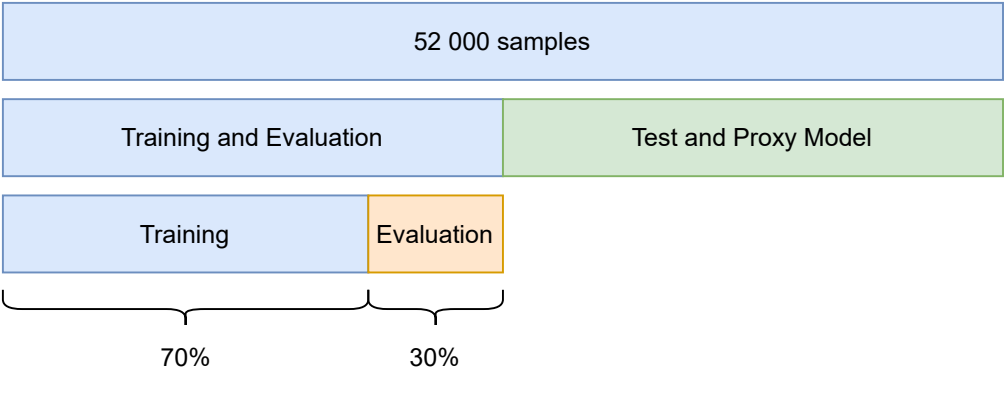 52 000 samples
Training and Evaluation
Test and Proxy Model
Training
Evaluation
70%
30%